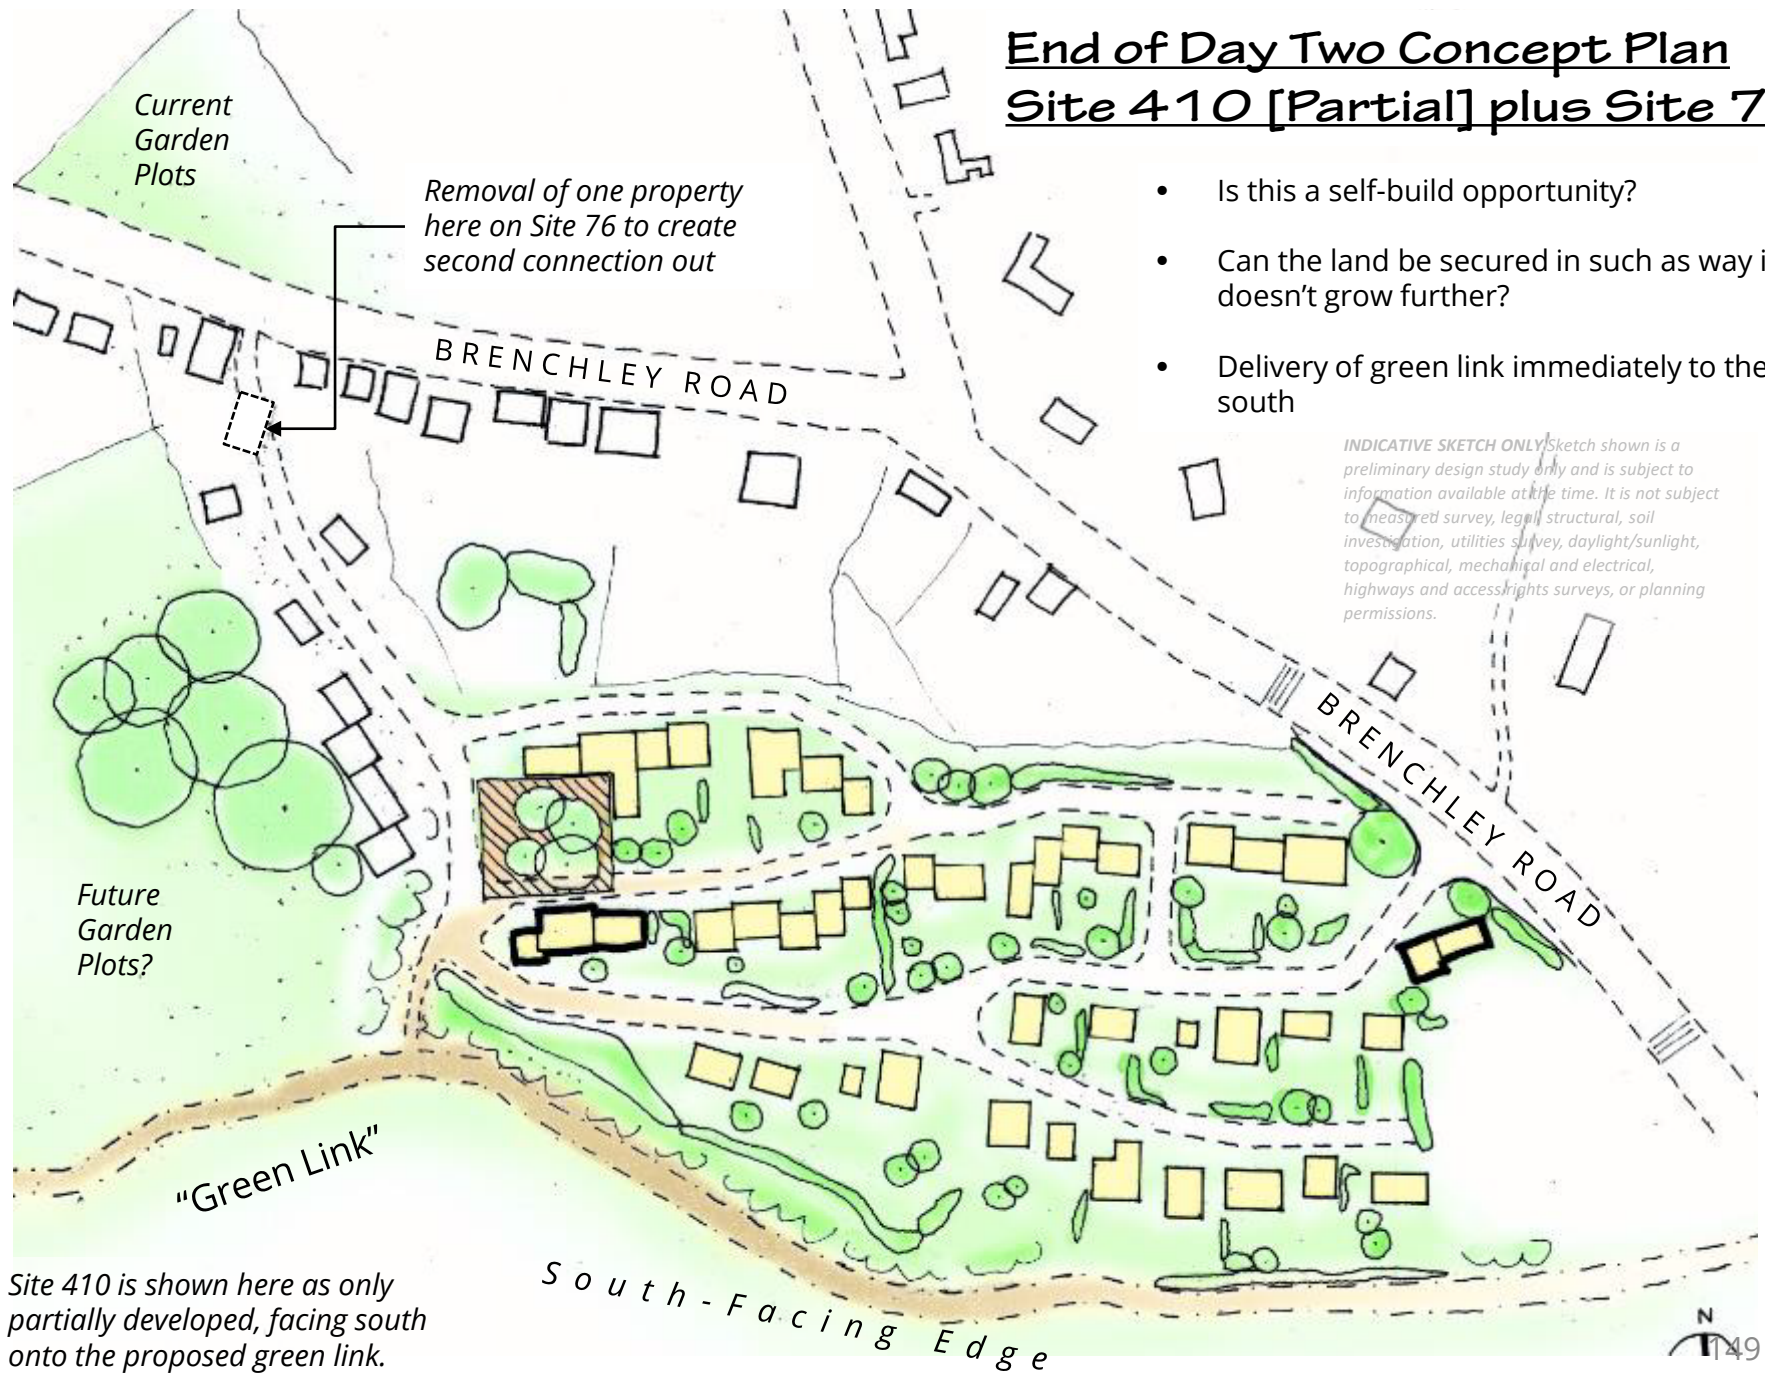 End of Day Two Concept Plan
Site 410 [Partial] plus Site 7
Current
Garden
Plots
Removal of one property
here on Site 76 to create
second connection out
• Is this a self-build opportunity?
• Can the land be secured in such as way i
doesn’t grow further?
• Delivery of green link immediately to the
south
BRENCHLEY ROAD
INDICATIVE SKETCH ONLY Sketch shown is a
preliminary design study only and is subject to
information available at the time. It is not subject
to measured survey, legal, structural, soil
investigation, utilities survey, daylight/sunlight,
topographical, mechanical and electrical,
highways and access rights surveys, or planning
permissions.
BRENCHLEY ROAD
Future
Garden
Plots?
“Green Link”
South-Facing Edge
Site 410 is shown here as only
partially developed, facing south
onto the proposed green link.
N
149